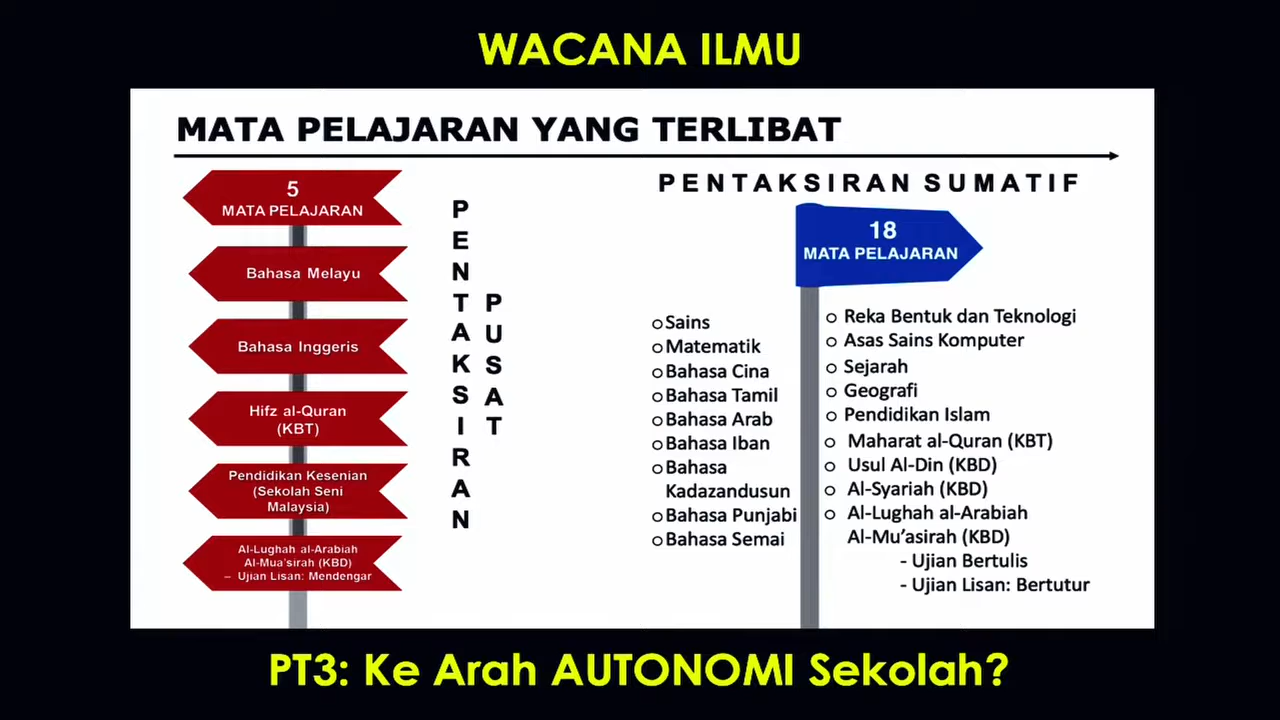 WACANA ILMU
MATA PELAJARAN YANG TERLIBAT
5
MATA PELAJARAN
Bahasa Melayu
Bahasa Inggeris
Hifz al-Quran
(KBT)
Pendidikan Kesenian
(Sekolah Seni
Malaysia)
Al-Lughah al-Arabiah
Al-Mua'sirah (KBD)
– Ujian Lisan: Mendengar
PENTAKSIRAN
PUSAT
PENTAKSIRAN SUMATIF
18
MATA PELAJARAN
o Sains
o Matematik
o Bahasa Cina
o Bahasa Tamil
o Bahasa Arab
o Bahasa Iban
o Bahasa
Kadazandusun
o Bahasa Punjabi
o Bahasa Semai
o Reka Bentuk dan Teknologi
o Asas Sains Komputer
o Sejarah
o Geografi
o Pendidikan Islam
o Maharat al-Quran (KBT)
o Usul Al-Din (KBD)
o Al-Syariah (KBD)
o Al-Lughah al-Arabiah
Al-Mu’asirah (KBD)
- Ujian Bertulis
- Ujian Lisan: Bertutur
PT3: Ke Arah AUTONOMI Sekolah?